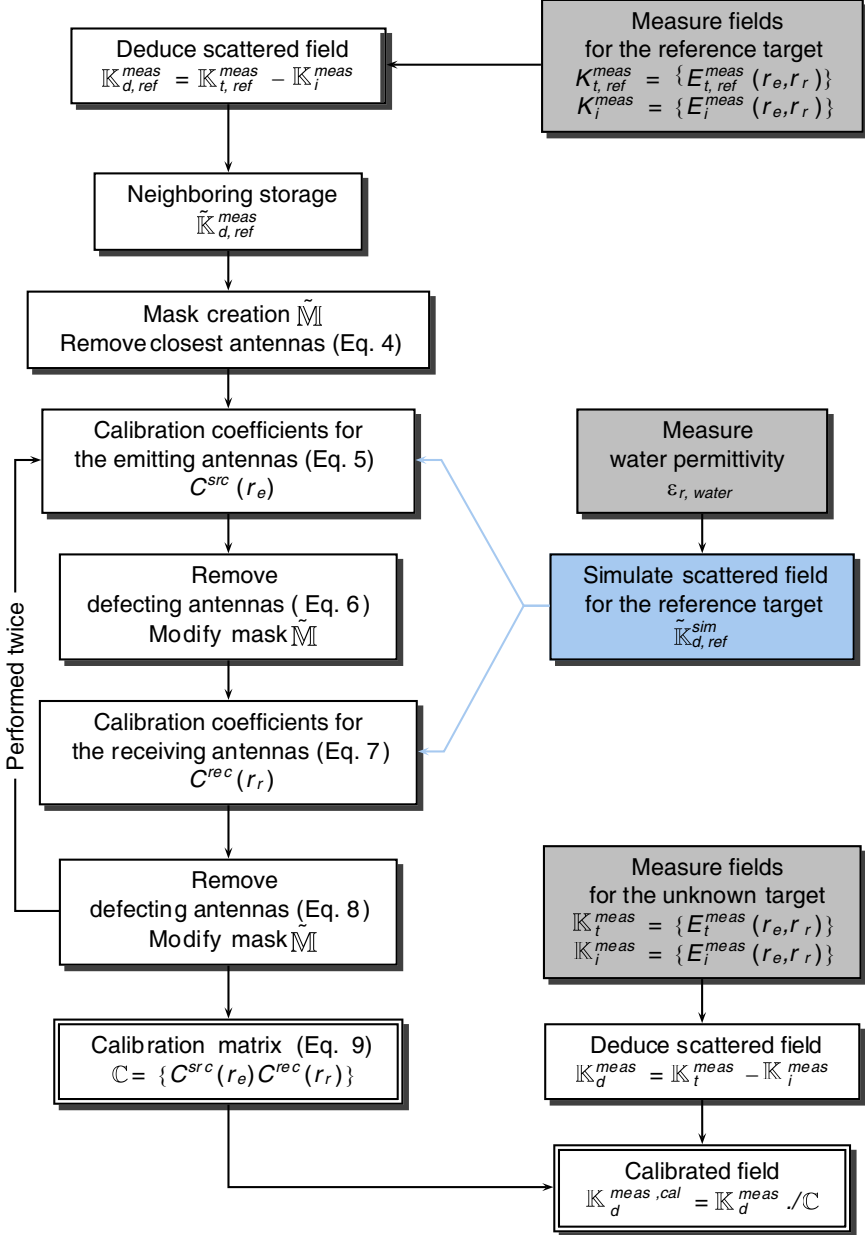 Deduce scattered field
𝕂_{d, ref}^{meas} = 𝕂_{t, ref}^{meas} − 𝕂_i^{meas}
Measure fields
for the reference target
K_{t, ref}^{meas} = {E_{t, ref}^{meas} (r_e, r_r)}
K_i^{meas} = {E_i^{meas} (r_e, r_r)}
Neighboring storage
𝕂̃_{d, ref}^{meas}
Mask creation 𝕄̃
Remove closest antennas (Eq. 4)
Calibration coefficients for
the emitting antennas (Eq. 5)
C^{src} (r_e)
Measure
water permittivity
ε_{r, water}
Remove
defecting antennas ( Eq. 6)
Modify mask 𝕄̃
Simulate scattered field
for the reference target
𝕂̃_{d, ref}^{sim}
Performed twice
Calibration coefficients for
the receiving antennas (Eq. 7)
C^{rec} (r_r)
Remove
defecting antennas (Eq. 8)
Modify mask 𝕄̃
Measure fields
for the unknown target
𝕂_t^{meas} = {E_t^{meas} (r_e, r_r)}
𝕂_i^{meas} = {E_i^{meas} (r_e, r_r)}
Calibration matrix (Eq. 9)
ℂ = {C^{src} (r_e) C^{rec} (r_r)}
Deduce scattered field
𝕂_d^{meas} = 𝕂_t^{meas} − 𝕂_i^{meas}
Calibrated field
𝕂_d^{meas ,cal} = 𝕂_d^{meas} ./ℂ